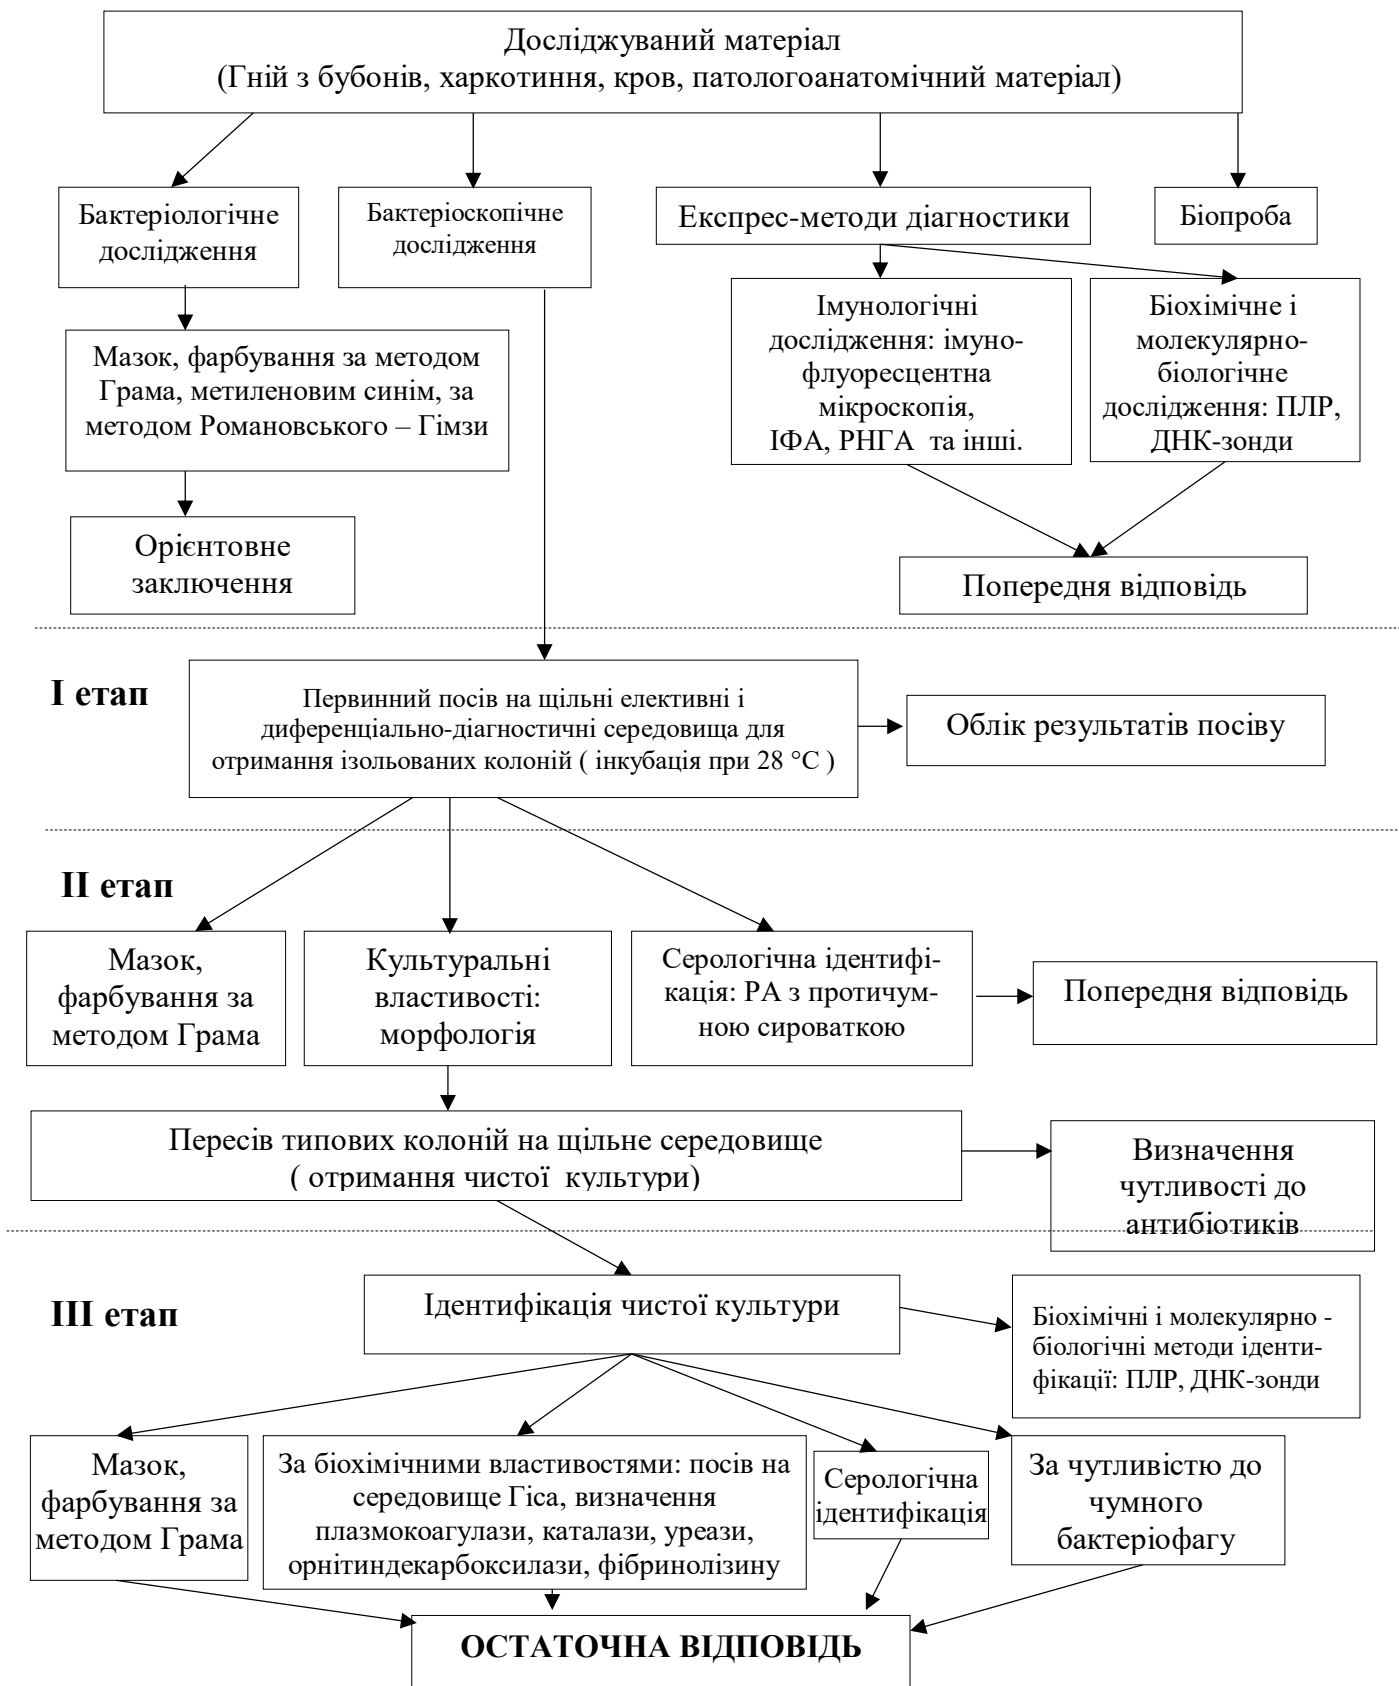 Досліджуваний матеріал
(Гній з бубонів, харкотиння, кров, патологоанатомічний матеріал)
Бактеріологічне
дослідження
Бактеріоскопічне
дослідження
Експрес-методи діагностики
Біопроба
Мазок, фарбування за методом
Грама, метиленовим синім, за
методом Романовського – Гімзи
Імунологічні
дослідження: імуно-
флуоресцентна
мікроскопія,
ІФА, РНГА та інші.
Біохімічне і
молекулярно-
біологічне
дослідження: ПЛР,
ДНК-зонди
Орієнтовне
заключення
Попередня відповідь
І етап
Первинний посів на щільні елективні і
диференціально-діагностичні середовища для
отримання ізольованих колоній ( інкубація при 28 °С )
Облік результатів посіву
ІІ етап
Мазок,
фарбування за
методом Грама
Культуральні
властивості:
морфологія
Серологічна ідентифі-
кація: РА з протичум-
ною сироваткою
Попередня відповідь
Пересів типових колоній на щільне середовище
( отримання чистої культури)
Визначення
чутливості до
антибіотиків
ІІІ етап
Ідентифікація чистої культури
Біохімічні і молекулярно -
біологічні методи іденти-
фікації: ПЛР, ДНК-зонди
Мазок,
фарбування за
методом Грама
За біохімічними властивостями: посів на
середовище Гіса, визначення
плазмокоагулази, каталази, уреази,
орнітиндекарбоксилази, фібринолізину
Серологічна
ідентифікація
За чутливістю до
чумного
бактеріофагу
ОСТАТОЧНА ВІДПОВІДЬ